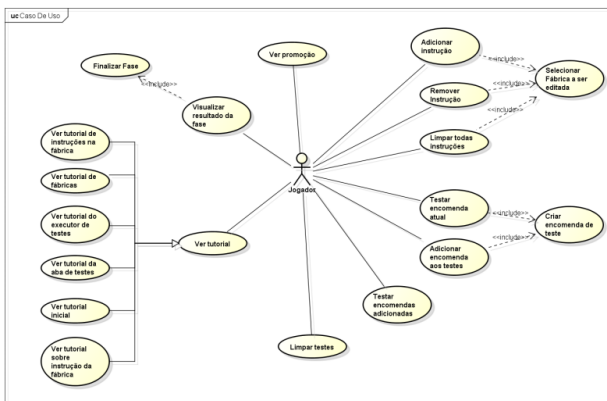 uc Caso De Uso
Ver promoção
Adicionar
instrução
<<include>>
Finalizar Fase
<<include>>
Selecionar
Fábrica a ser
editada
Remover
Instrução
<<include>>
Visualizar
resultado da
fase
<<include>>
Limpar todas
instruções
Ver tutorial de
instruções na
fábrica
Jogador
Ver tutorial de
fábricas
Testar
encomenda
atual
<<include>>
Criar
encomenda de
teste
Ver tutorial do
executor de
testes
Ver tutorial
<<include>>
Adicionar
encomenda
aos testes
Ver tutorial da
aba de testes
Testar
encomendas
adicionadas
Ver tutorial
inicial
Limpar testes
Ver tutorial
sobre
instrução da
fábrica